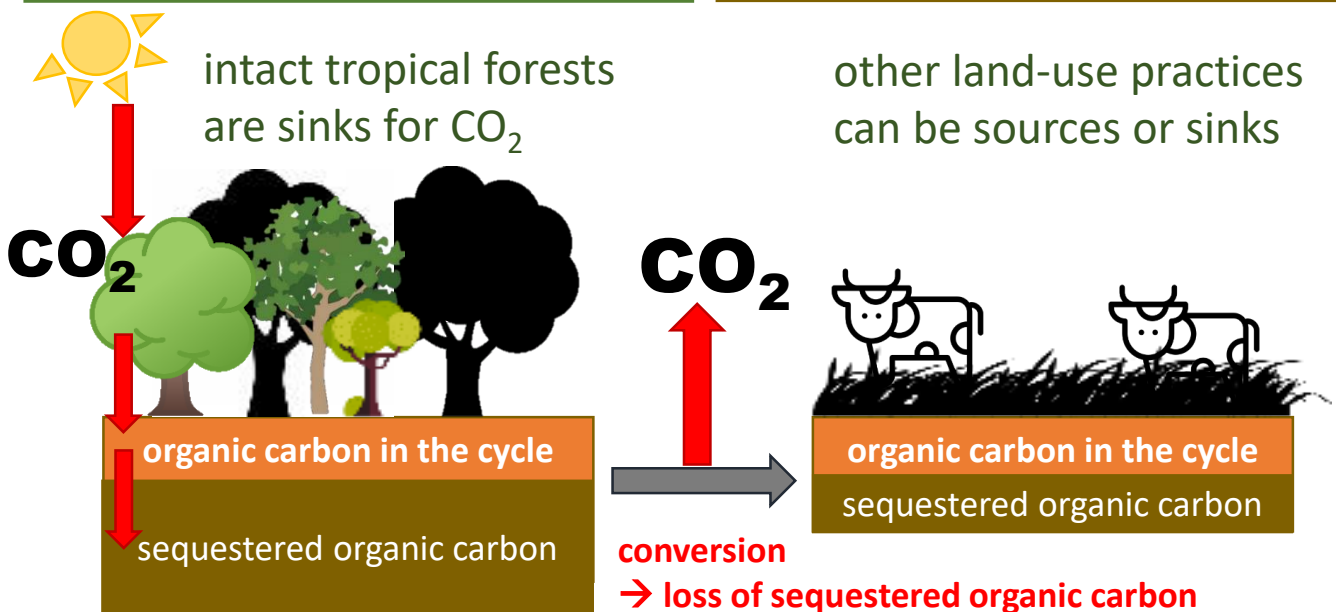 intact tropical forests
are sinks for CO₂
other land-use practices
can be sources or sinks
CO₂
CO₂
organic carbon in the cycle
sequestered organic carbon
conversion
→ loss of sequestered organic carbon
organic carbon in the cycle
sequestered organic carbon